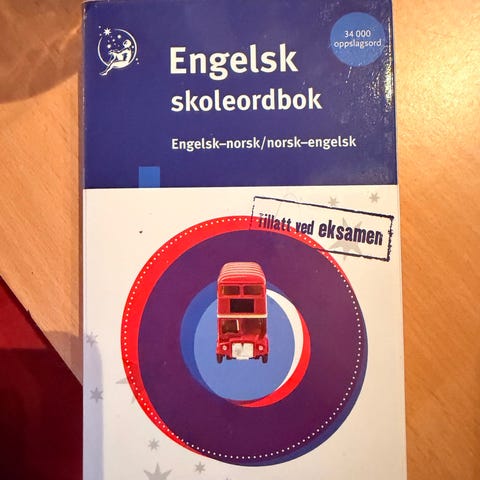 34 000
oppslagsord
Engelsk
skoleordbok
Engelsk–norsk/norsk–engelsk
Tillatt ved eksamen